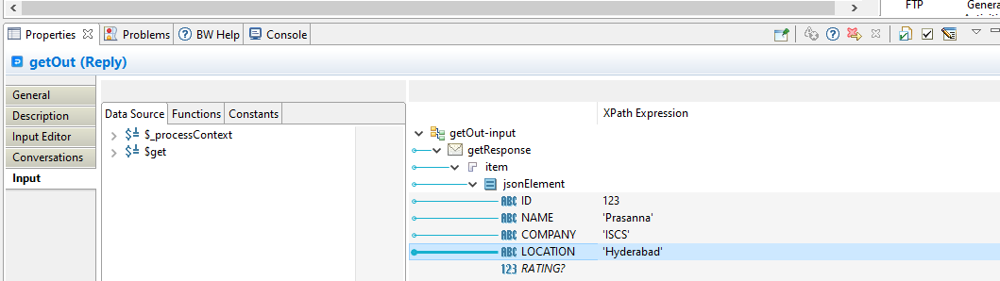 FTP
General
Activities
Properties
Problems
BW Help
Console
getOut (Reply)
General
Description
Input Editor
Conversations
Input
Data Source
Functions
Constants
$_processContext
$get
XPath Expression
getOut-input
getResponse
item
jsonElement
ABC ID 123
ABC NAME 'Prasanna'
ABC COMPANY 'ISCS'
ABC LOCATION 'Hyderabad'
123 RATING?